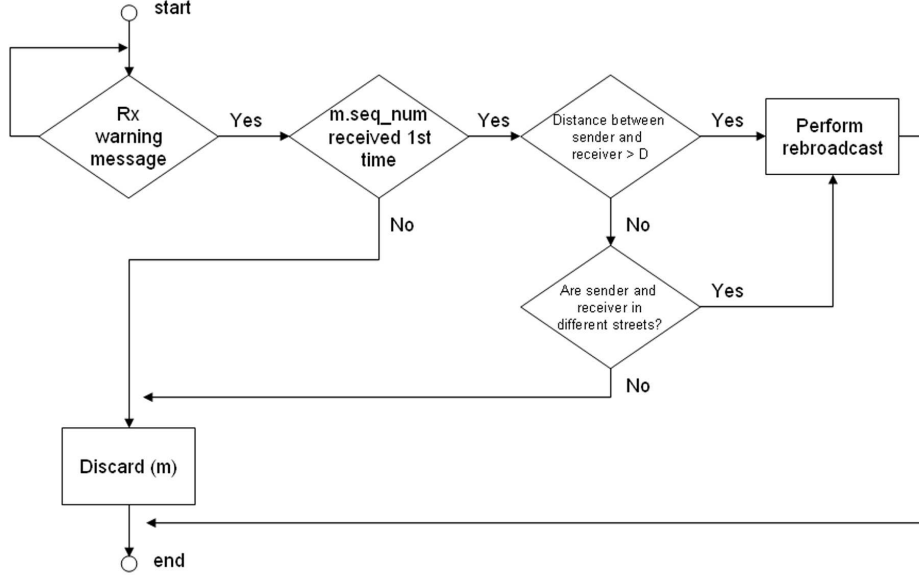 start
Rx
warning
message
Yes
m.seq_num
received 1st
time
Yes
Distance between
sender and
receiver > D
Yes
Perform
rebroadcast
No
No
Are sender and
receiver in
different streets?
Yes
No
Discard (m)
end